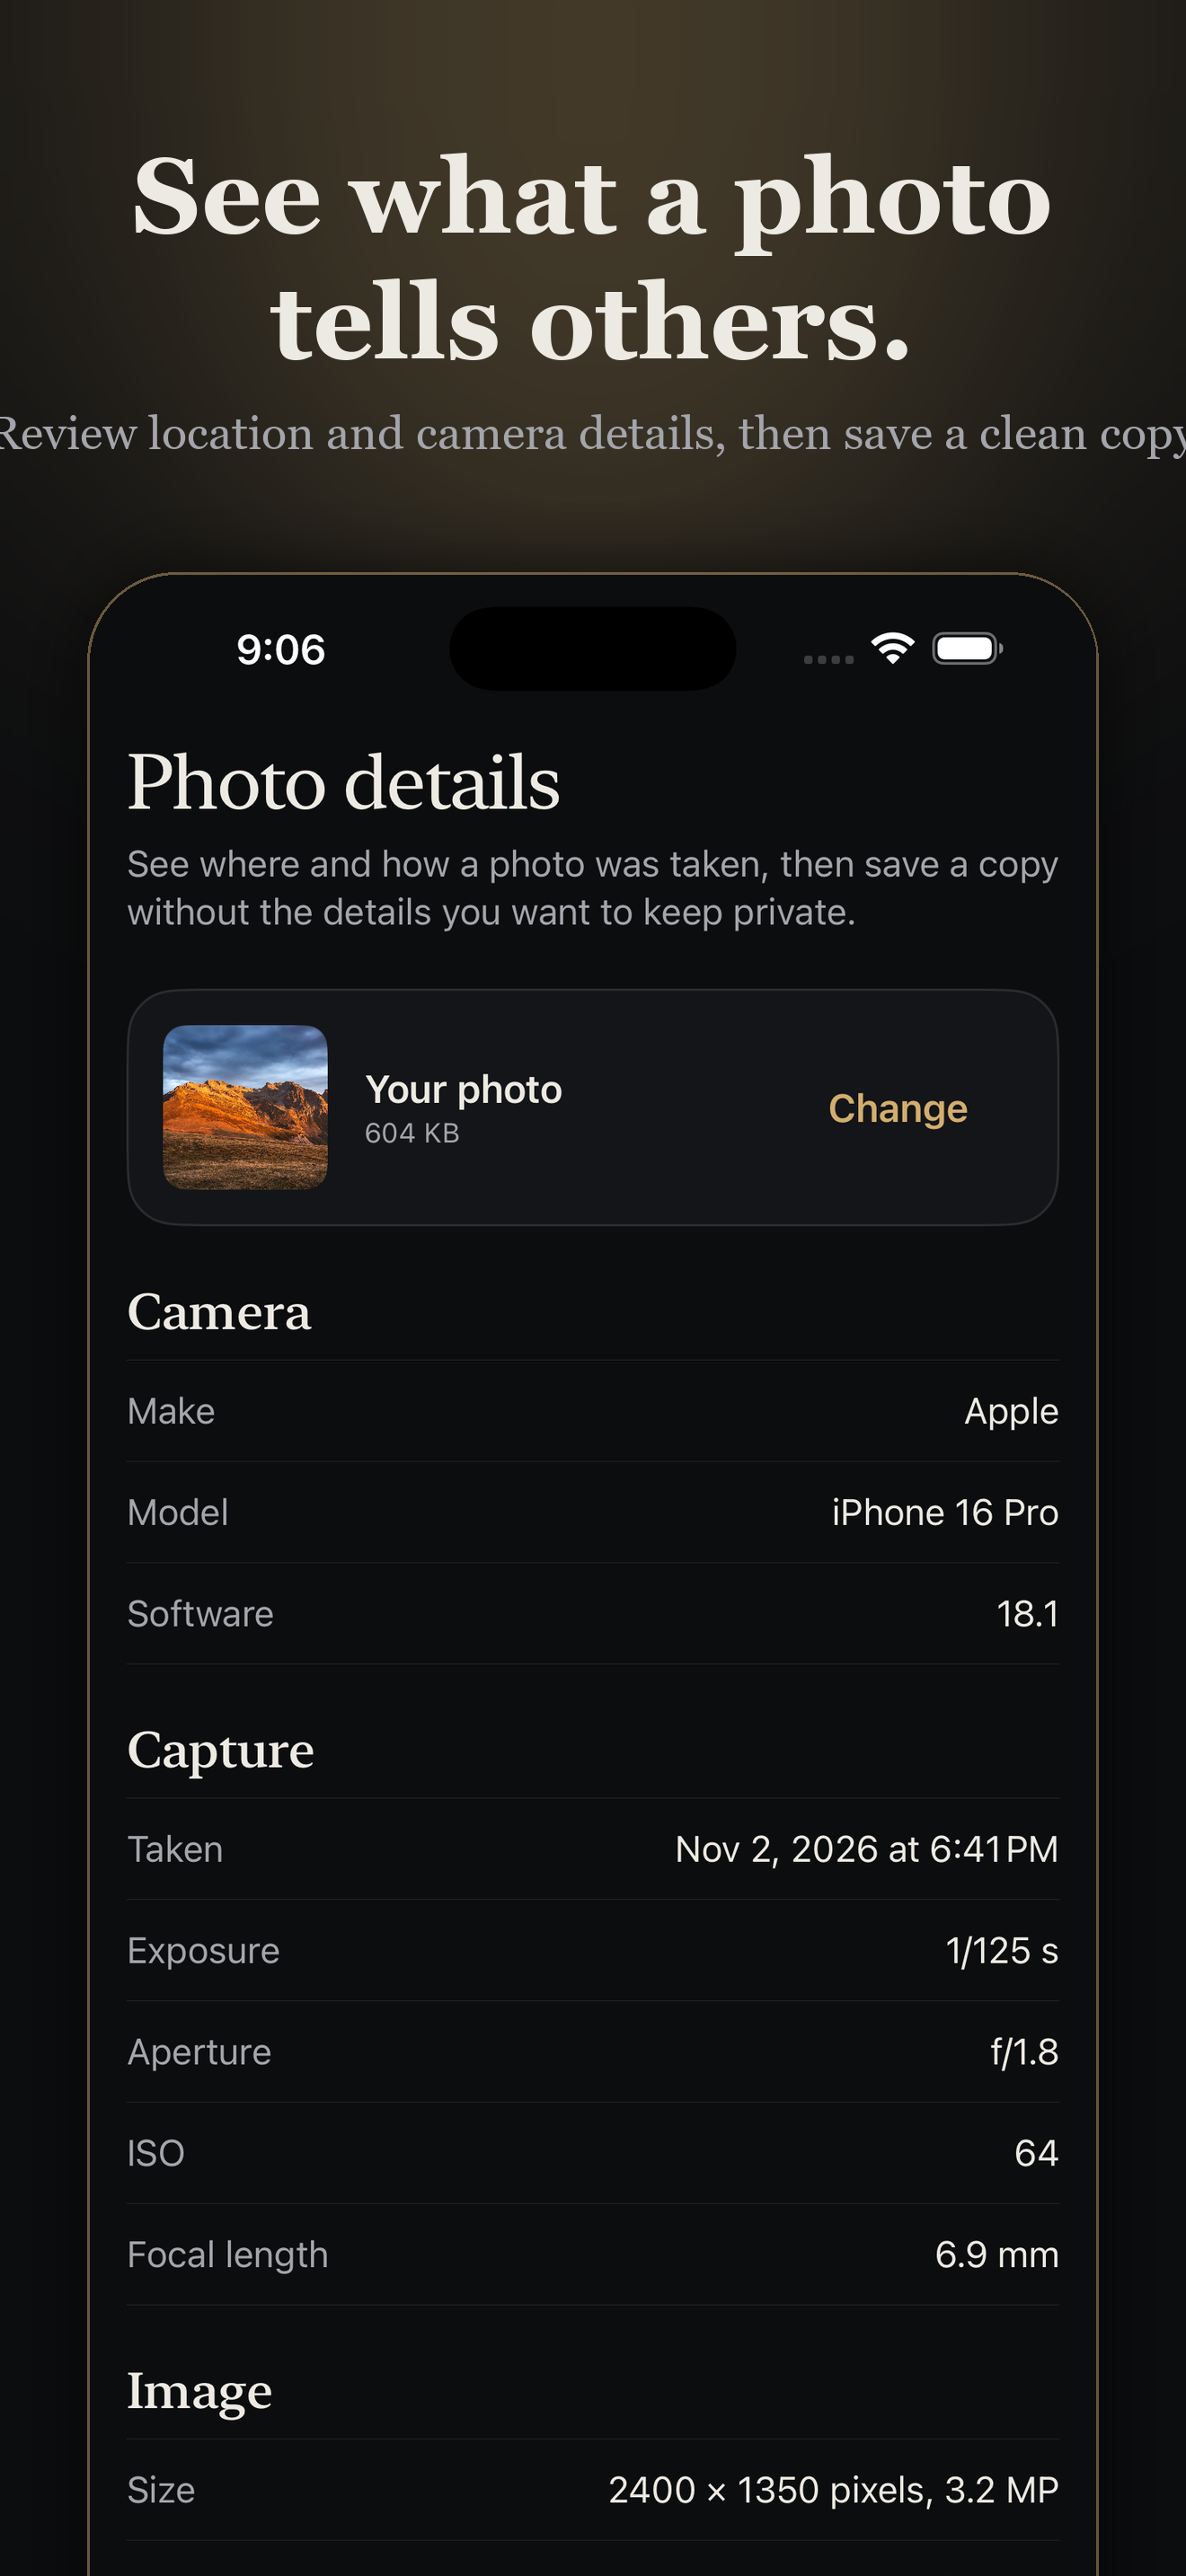 See what a photo
tells others.
Review location and camera details, then save a clean copy
9:06
Photo details
See where and how a photo was taken, then save a copy
without the details you want to keep private.
Your photo
604 KB
Change
Camera
Make Apple
Model iPhone 16 Pro
Software 18.1
Capture
Taken Nov 2, 2026 at 6:41 PM
Exposure 1/125 s
Aperture f/1.8
ISO 64
Focal length 6.9 mm
Image
Size 2400 × 1350 pixels, 3.2 MP